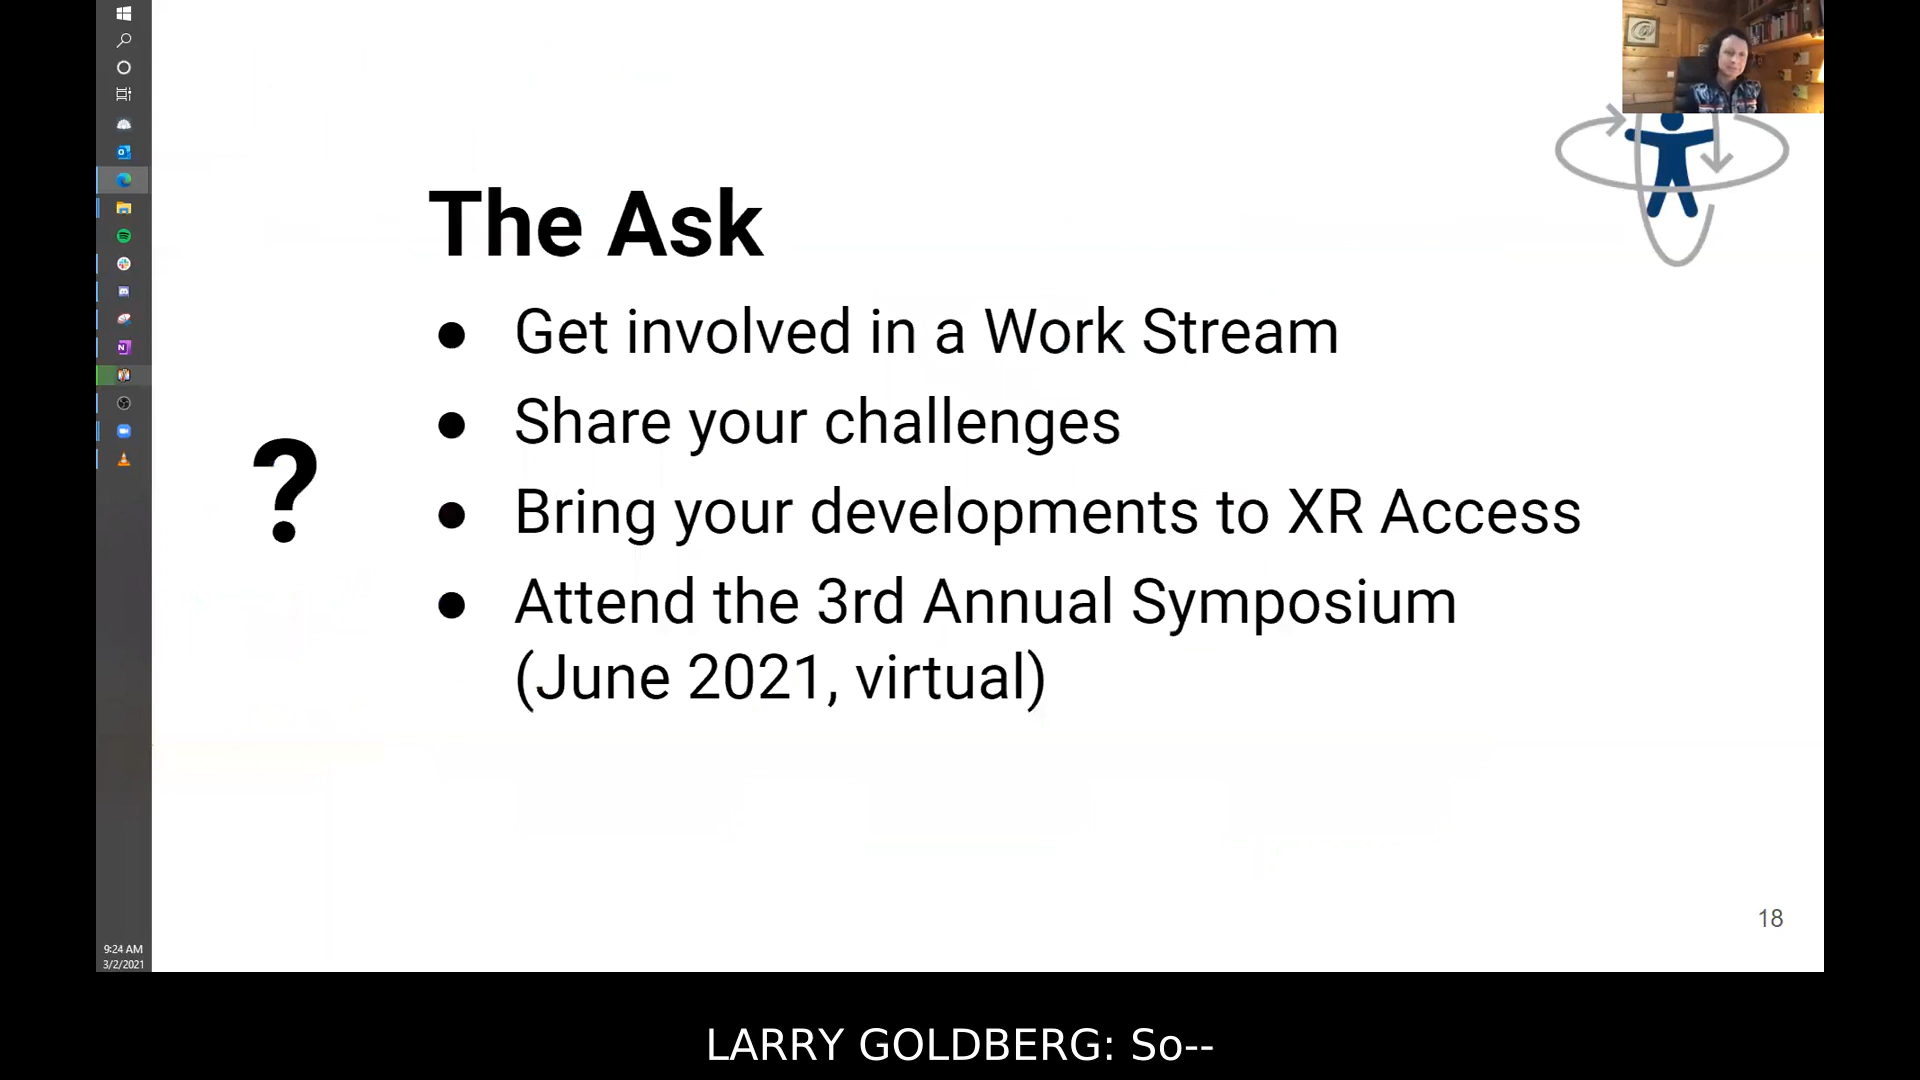 The Ask
● Get involved in a Work Stream
● Share your challenges
● Bring your developments to XR Access
● Attend the 3rd Annual Symposium
(June 2021, virtual)
?
18
9:24 AM
3/2/2021
LARRY GOLDBERG: So--